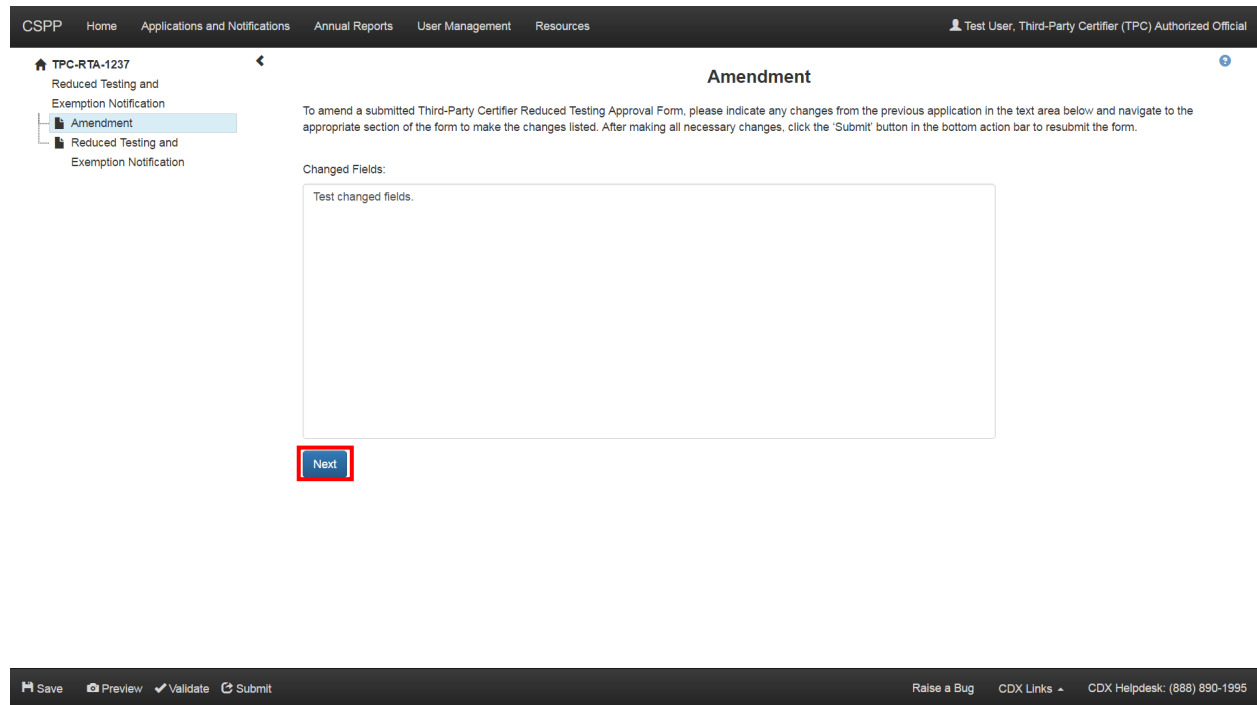 CSPP Home Applications and Notifications Annual Reports User Management Resources Test User, Third-Party Certifier (TPC) Authorized Official
TPC-RTA-1237
Reduced Testing and
Exemption Notification
Amendment
Reduced Testing and
Exemption Notification
Amendment
To amend a submitted Third-Party Certifier Reduced Testing Approval Form, please indicate any changes from the previous application in the text area below and navigate to the
appropriate section of the form to make the changes listed. After making all necessary changes, click the 'Submit' button in the bottom action bar to resubmit the form.
Changed Fields:
Test changed fields.
Next
Save Preview Validate Submit Raise a Bug CDX Links CDX Helpdesk: (888) 890-1995